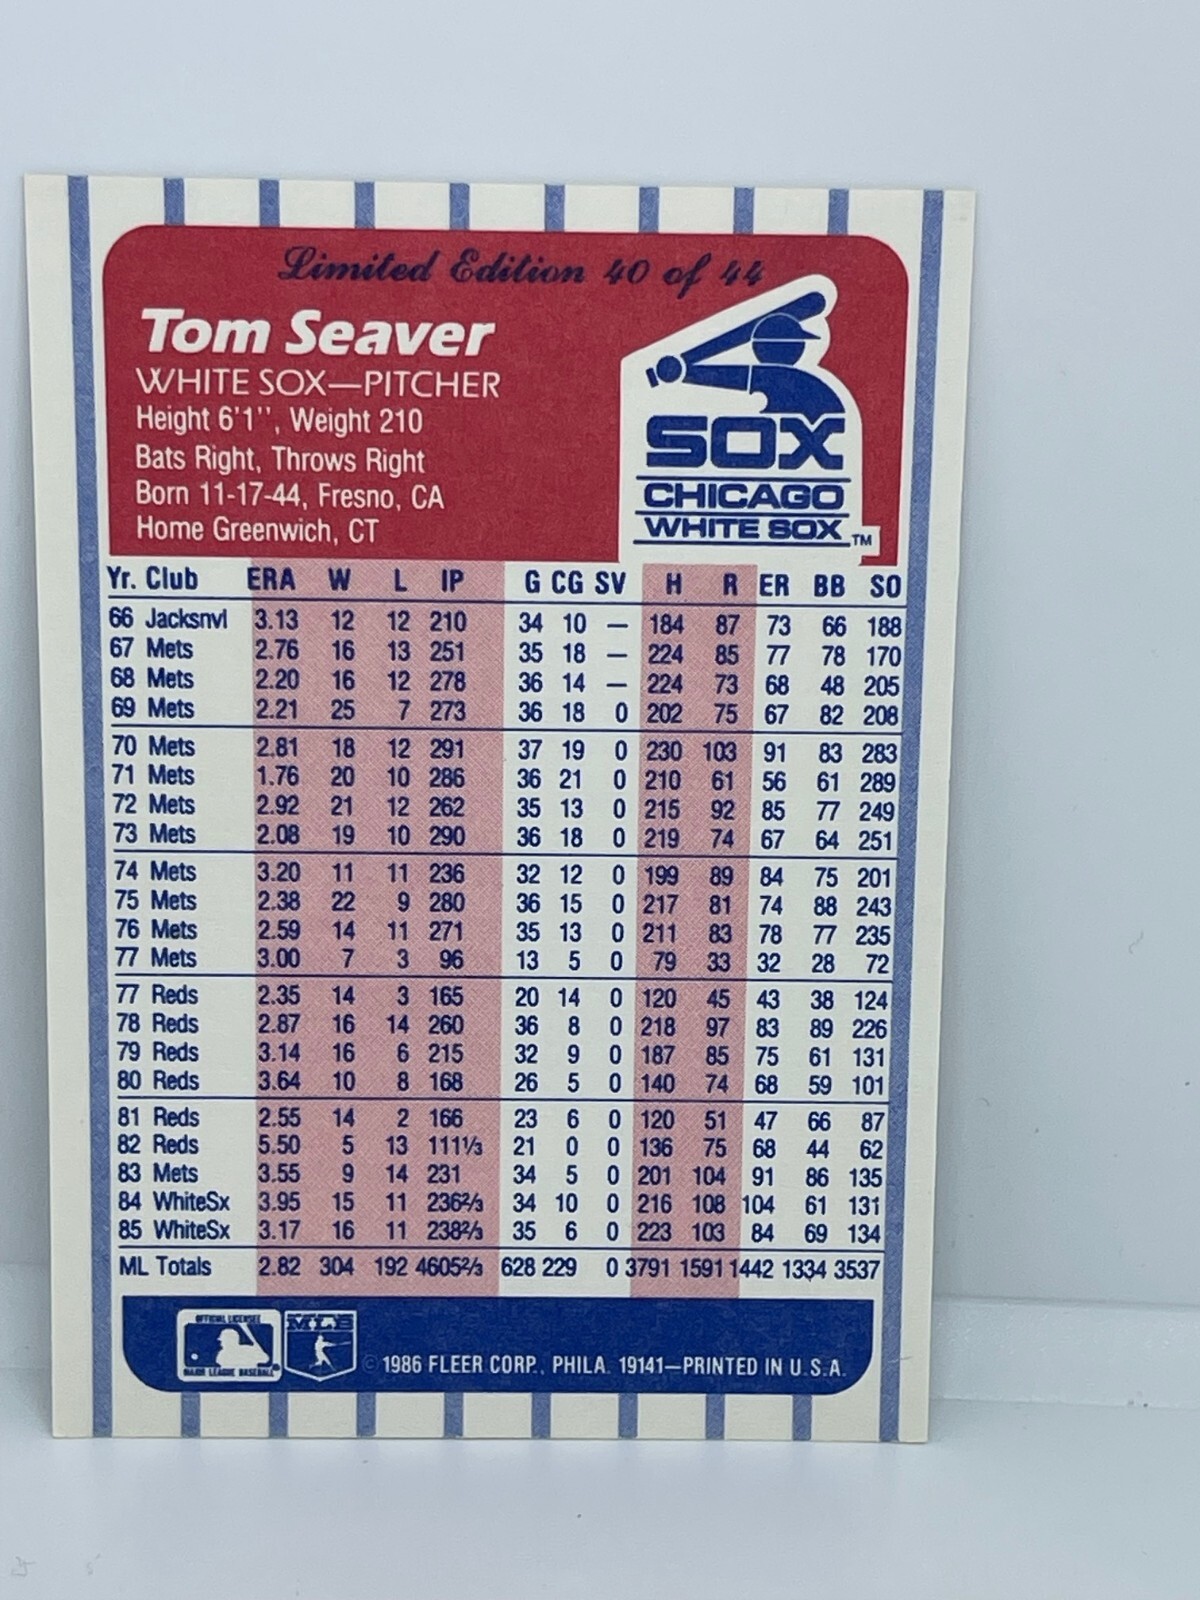 Limited Edition 40 of 44
Tom Seaver
WHITE SOX—PITCHER
Height 6'1'', Weight 210
Bats Right, Throws Right
Born 11-17-44, Fresno, CA
Home Greenwich, CT
SOX
CHICAGO
WHITE SOX TM
Yr. Club ERA W L IP G CG SV H R ER BB SO
66 Jacksnvl 3.13 12 12 210 34 10 — 184 87 73 66 188
67 Mets 2.76 16 13 251 35 18 — 224 85 77 78 170
68 Mets 2.20 16 12 278 36 14 — 224 73 68 48 205
69 Mets 2.21 25 7 273 36 18 0 202 75 67 82 208
70 Mets 2.81 18 12 291 37 19 0 230 103 91 83 283
71 Mets 1.76 20 10 286 36 21 0 210 61 56 61 289
72 Mets 2.92 21 12 262 35 13 0 215 92 85 77 249
73 Mets 2.08 19 10 290 36 18 0 219 74 67 64 251
74 Mets 3.20 11 11 236 32 12 0 199 89 84 75 201
75 Mets 2.38 22 9 280 36 15 0 217 81 74 88 243
76 Mets 2.59 14 11 271 35 13 0 211 83 78 77 235
77 Mets 3.00 7 3 96 13 5 0 79 33 32 28 72
77 Reds 2.35 14 3 165 20 14 0 120 45 43 38 124
78 Reds 2.87 16 14 260 36 8 0 218 97 83 89 226
79 Reds 3.14 16 6 215 32 9 0 187 85 75 61 131
80 Reds 3.64 10 8 168 26 5 0 140 74 68 59 101
81 Reds 2.55 14 2 166 23 6 0 120 51 47 66 87
82 Reds 5.50 5 13 111⅓ 21 0 0 136 75 68 44 62
83 Mets 3.55 9 14 231 34 5 0 201 104 91 86 135
84 WhiteSx 3.95 15 11 236⅔ 34 10 0 216 108 104 61 131
85 WhiteSx 3.17 16 11 238⅔ 35 6 0 223 103 84 69 134
ML Totals 2.82 304 192 4605⅔ 628 229 0 3791 1591 1442 1334 3537
OFFICIAL LICENSEE
MAJOR LEAGUE BASEBALL
MLB
© 1986 FLEER CORP., PHILA. 19141—PRINTED IN U.S.A.